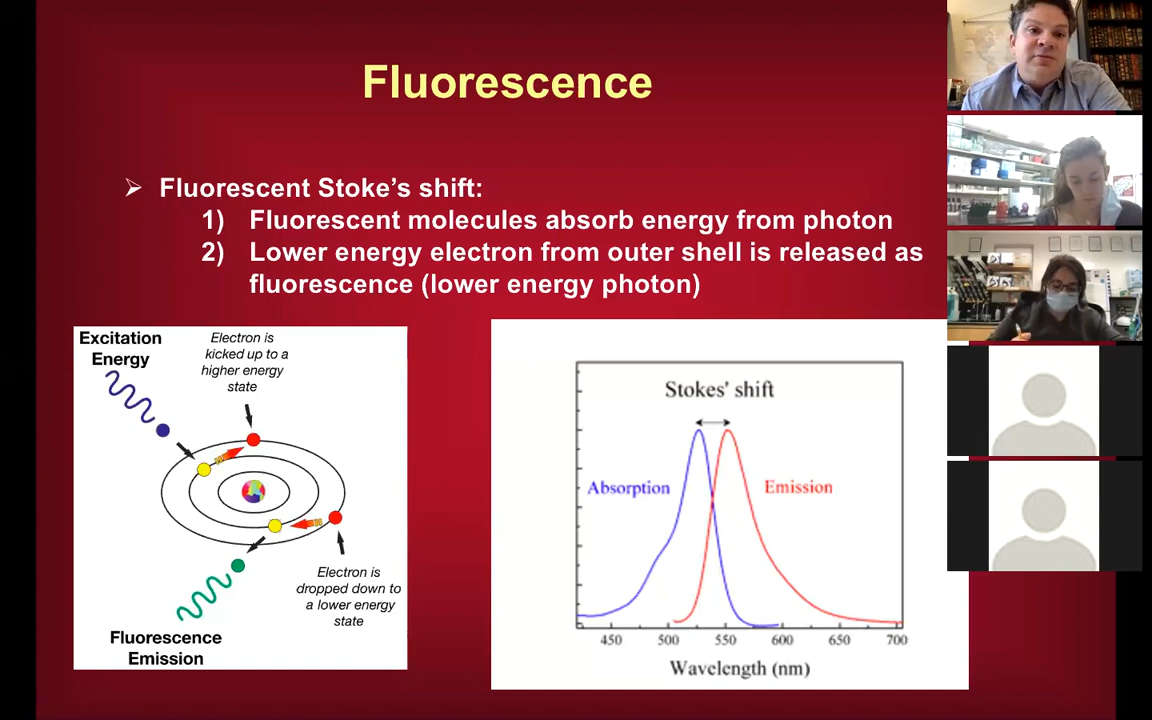 Fluorescence
➢ Fluorescent Stoke's shift:
1) Fluorescent molecules absorb energy from photon
2) Lower energy electron from outer shell is released as
fluorescence (lower energy photon)
Excitation
Energy
Electron is
kicked up to a
higher energy
state
Electron is
dropped down to
a lower energy
state
Fluorescence
Emission
Stokes' shift
Absorption
Emission
450 500 550 600 650 700
Wavelength (nm)